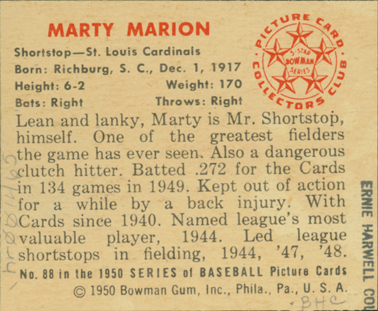 MARTY MARION
Shortstop—St. Louis Cardinals
Born: Richburg, S. C., Dec. 1, 1917
Height: 6-2 Weight: 170
Bats: Right Throws: Right
PICTURE CARD COLLECTORS CLUB
5-STAR
BOWMAN
SERIES
Lean and lanky, Marty is Mr. Shortstop,
himself. One of the greatest fielders
the game has ever seen. Also a dangerous
clutch hitter. Batted .272 for the Cards
in 134 games in 1949. Kept out of action
for a while by a back injury. With
Cards since 1940. Named league's most
valuable player, 1944. Led league
shortstops in fielding, 1944, '47, '48.
No. 88 in the 1950 SERIES of BASEBALL Picture Cards
© 1950 Bowman Gum, Inc., Phila., Pa., U. S. A.
ERNIE HARWELL COL
BHC